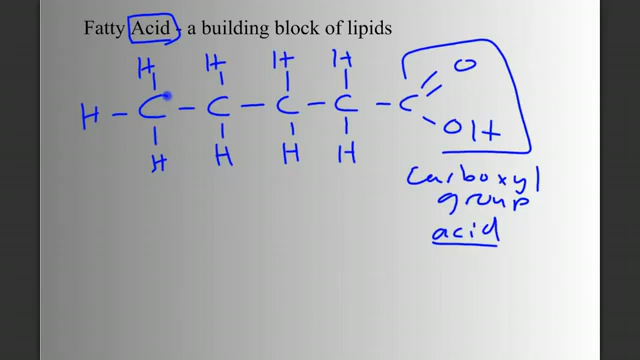 Fatty Acid - a building block of lipids
H H H H O
H - C - C - C - C - C
OH
H H H H
carboxyl
group
acid